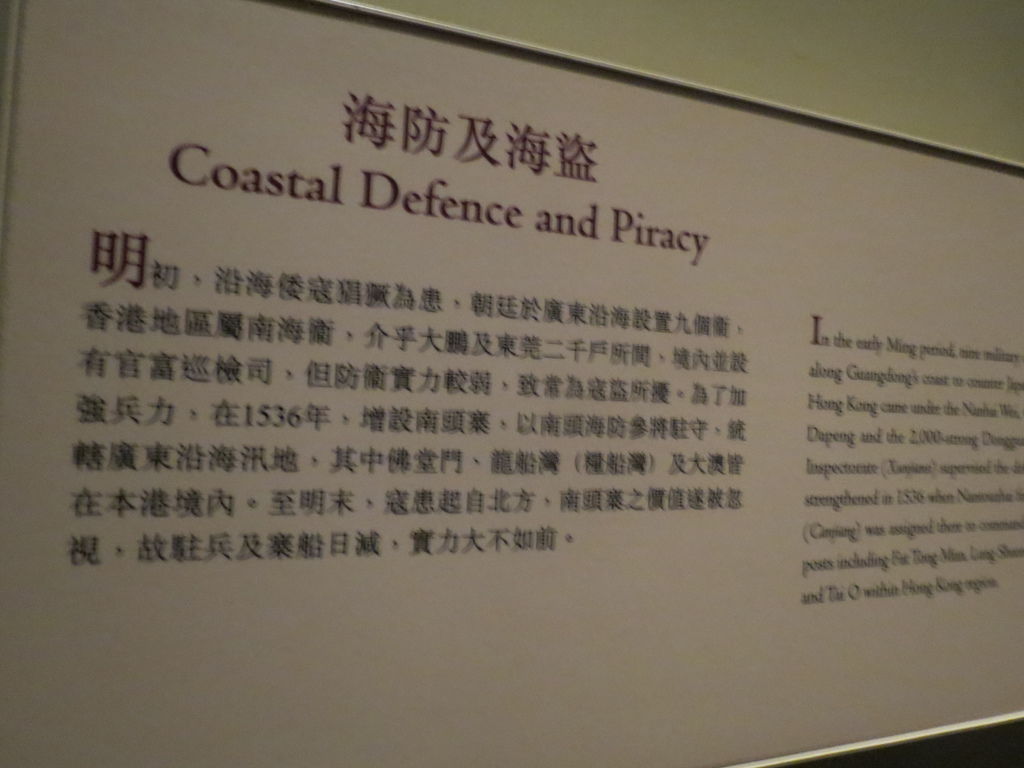 海防及海盜
Coastal Defence and Piracy
明初，沿海倭寇猖獗為患，朝廷於廣東沿海設置九個衞，
香港地區屬南海衞，介乎大鵬及東莞二千戶所間，境內並設
有官富巡檢司，但防衞實力較弱，致常為寇盜所擾。為了加
強兵力，在1536年，增設南頭寨，以南頭海防參將駐守，統
轄廣東沿海汛地，其中佛堂門、龍船灣（糧船灣）及大澳皆
在本港境內。至明末，寇患起自北方，南頭寨之價值遂被忽
視，故駐兵及寨船日減，實力大不如前。
In the early Ming period, nine military
along Guangdong's coast to counter
Hong Kong came under the Nanhai Wei,
Dapeng and the 2,000-strong
Inspectorate (Xunjiansi) supervised the
strengthened in 1536 when
(Canjiang) was assigned there to
posts including Fat Tong Mun,
and Tai O within Hong Kong region.